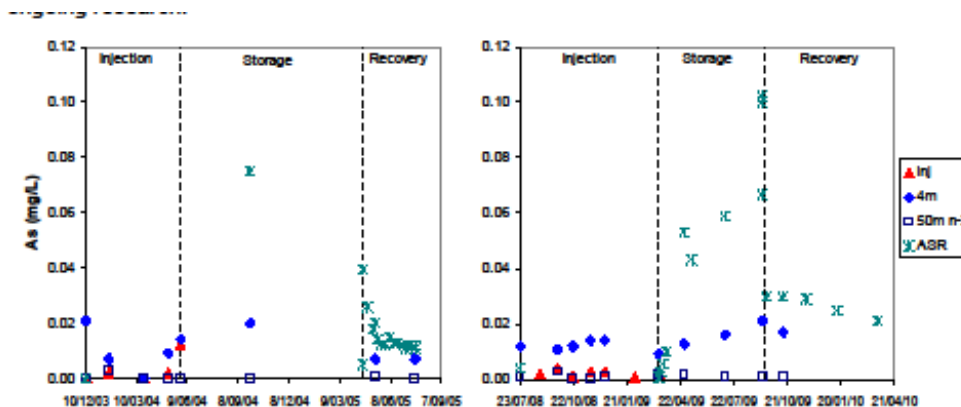 ongoing research.
Injection Storage Recovery
Injection Storage Recovery
As (mg/L)
0.12
0.10
0.08
0.06
0.04
0.02
0.00
10/12/03 10/03/04 9/06/04 8/09/04 8/12/04 9/03/05 8/06/05 7/09/05
0.12
0.10
0.08
0.06
0.04
0.02
0.00
23/07/08 22/10/08 21/01/09 22/04/09 22/07/09 21/10/09 20/01/10 21/04/10
Inj
4m
50m n-
ASR